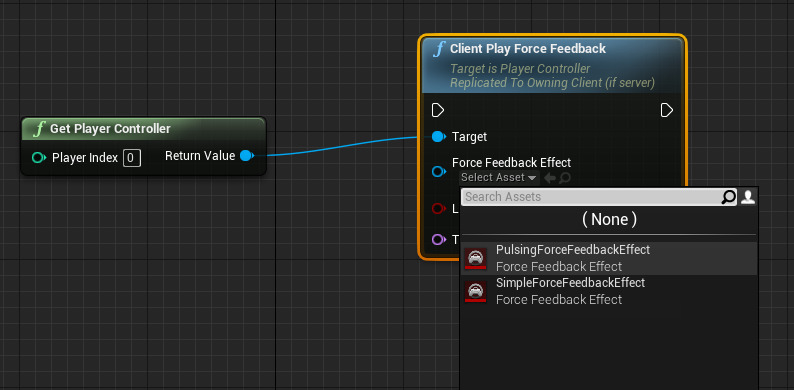 f Client Play Force Feedback
Target is Player Controller
Replicated To Owning Client (if server)
f Get Player Controller
Player Index 0
Return Value
Target
Force Feedback Effect
Select Asset
L
T
Search Assets
( None )
PulsingForceFeedbackEffect
Force Feedback Effect
SimpleForceFeedbackEffect
Force Feedback Effect